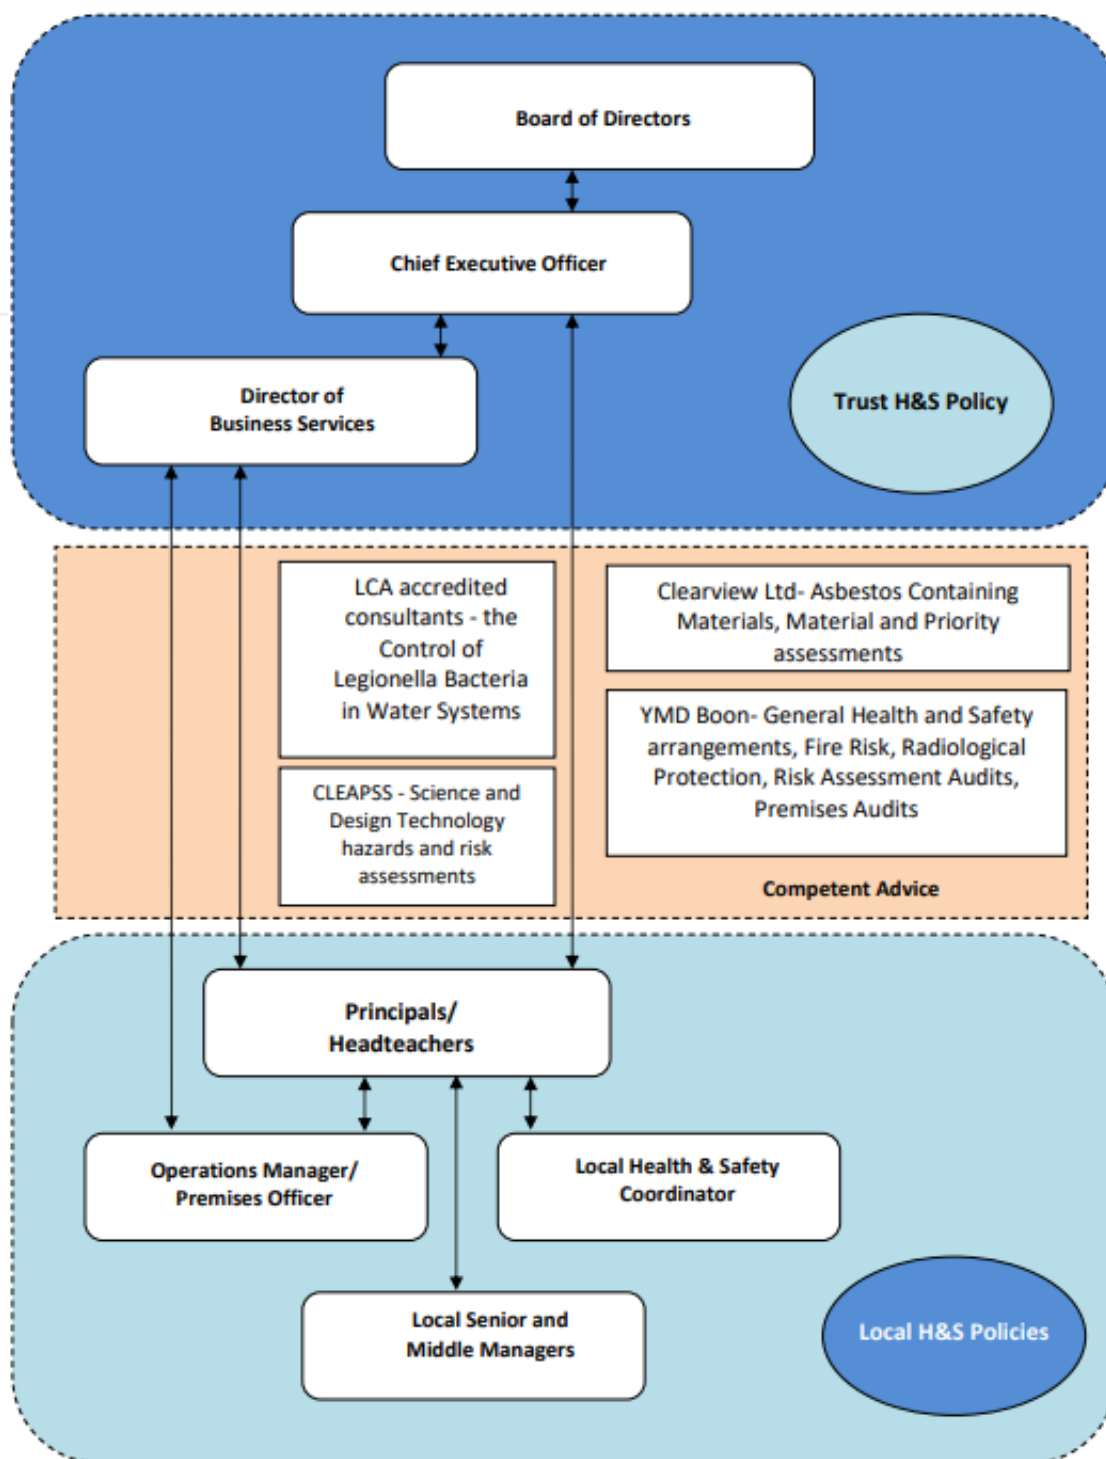 Board of Directors
Chief Executive Officer
Director of
Business Services
Trust H&S Policy
LCA accredited
consultants - the
Control of
Legionella Bacteria
in Water Systems
Clearview Ltd- Asbestos Containing
Materials, Material and Priority
assessments
YMD Boon- General Health and Safety
arrangements, Fire Risk, Radiological
Protection, Risk Assessment Audits,
Premises Audits
CLEAPSS - Science and
Design Technology
hazards and risk
assessments
Competent Advice
Principals/
Headteachers
Operations Manager/
Premises Officer
Local Health & Safety
Coordinator
Local Senior and
Middle Managers
Local H&S Policies